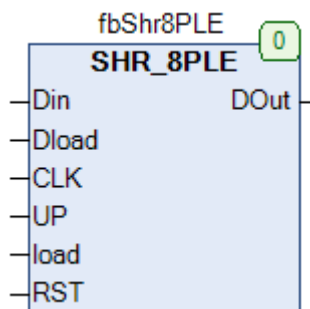 fbShr8PLE
0
SHR_8PLE
Din DOut
Dload
CLK
UP
load
RST